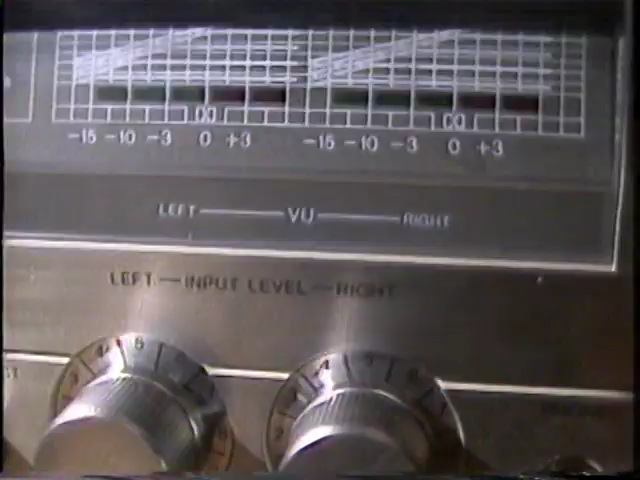 -15 -10 -3 0 +3 -15 -10 -3 0 +3
LEFT VU RIGHT
LEFT INPUT LEVEL RIGHT